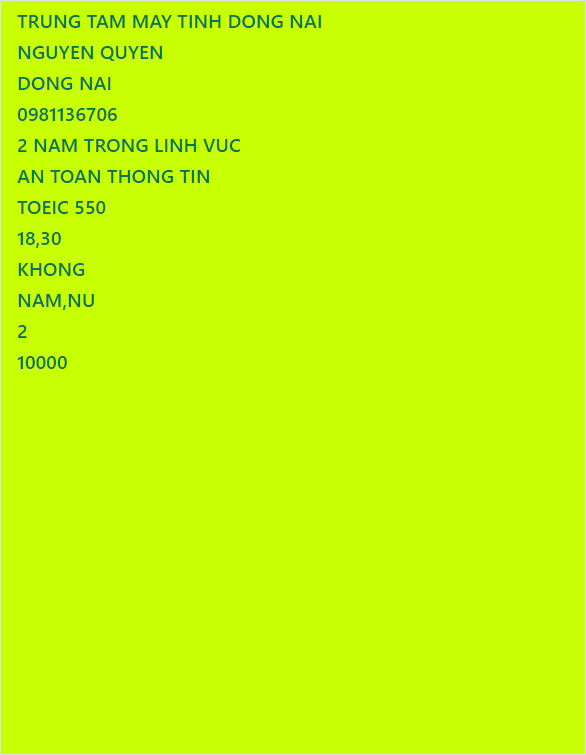 TRUNG TAM MAY TINH DONG NAI
NGUYEN QUYEN
DONG NAI
0981136706
2 NAM TRONG LINH VUC
AN TOAN THONG TIN
TOEIC 550
18,30
KHONG
NAM,NU
2
10000